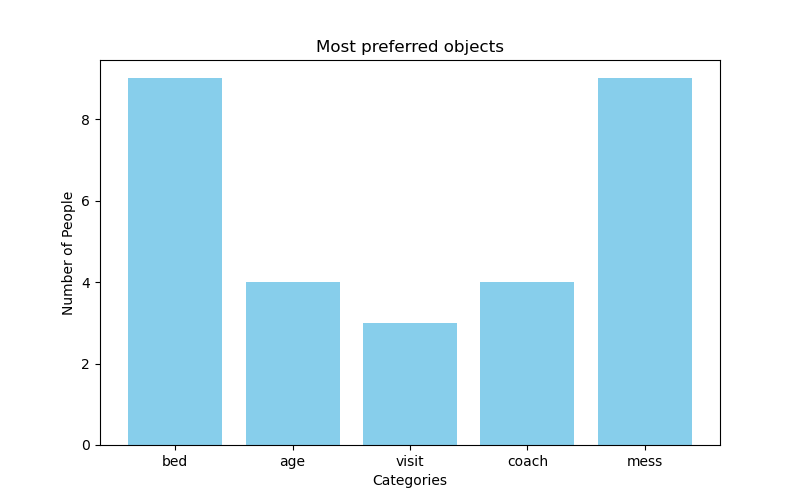 Most preferred objects
Number of People
8
6
4
2
0
bed age visit coach mess
Categories